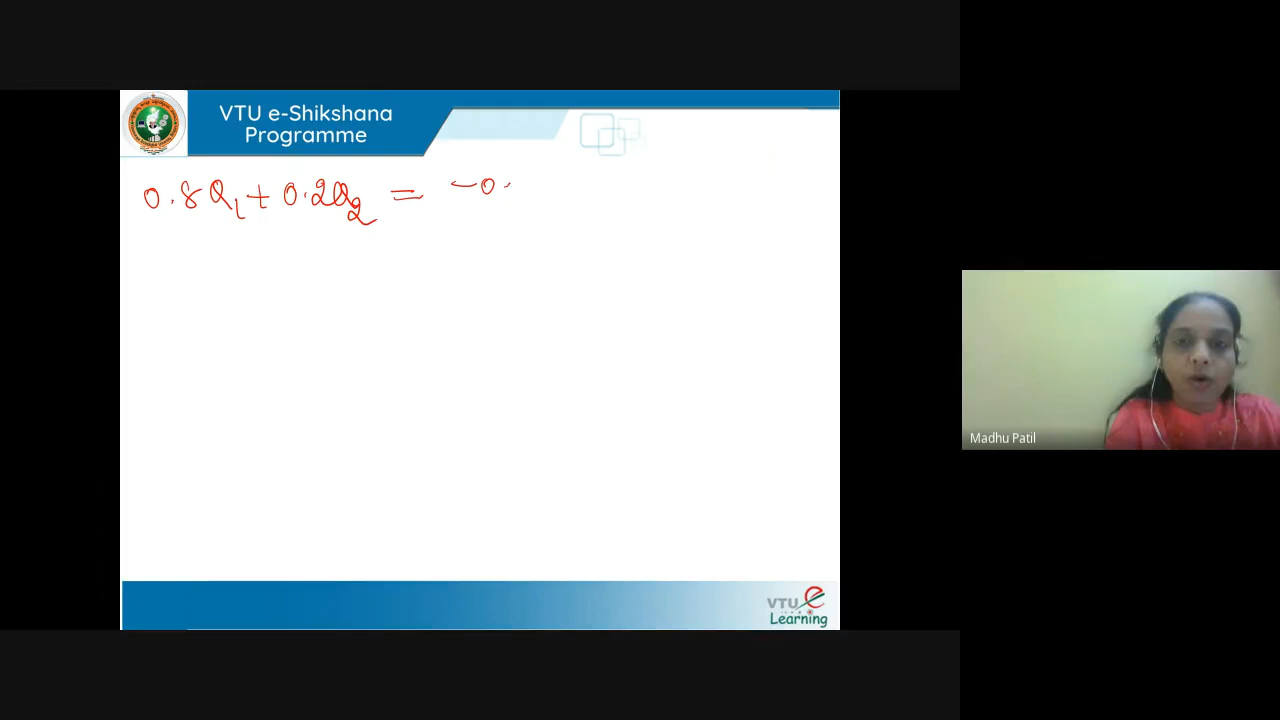 VTU e-Shikshana
Programme
0.8Q1 + 0.2Q2 = -0.
Madhu Patil
VTU e
Learning